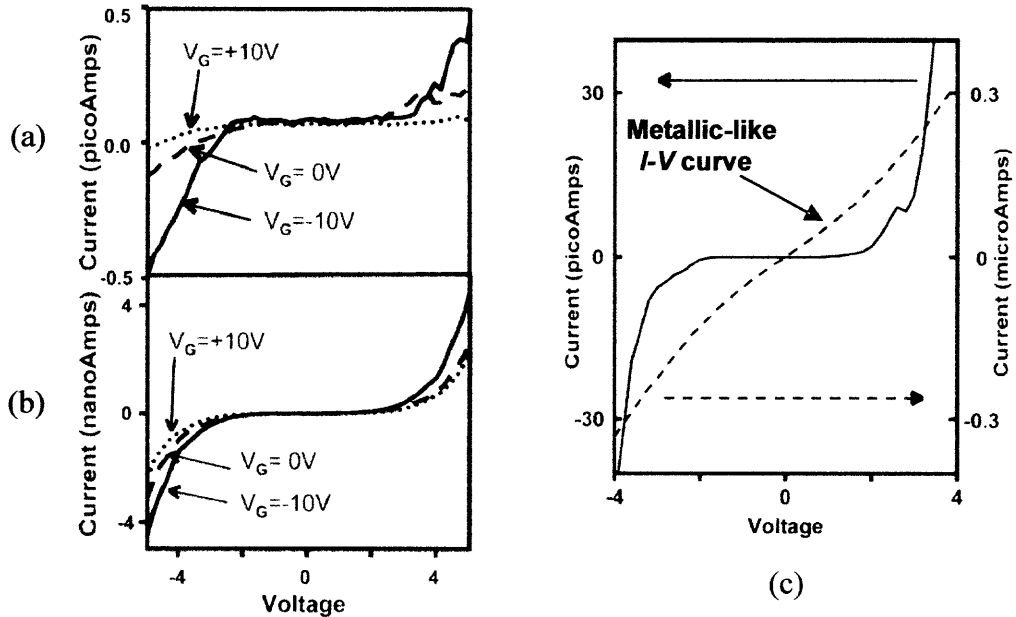 (a)
Current (picoAmps)
0.5
0.0
-0.5
V_G=+10V
V_G= 0V
V_G=-10V
(b)
Current (nanoAmps)
4
0
-4
V_G=+10V
V_G= 0V
V_G=-10V
-4
0
4
Voltage
Current (picoAmps)
30
0
-30
Metallic-like
I-V curve
0.3
0
-0.3
Current (microAmps)
-4
0
4
Voltage
(c)